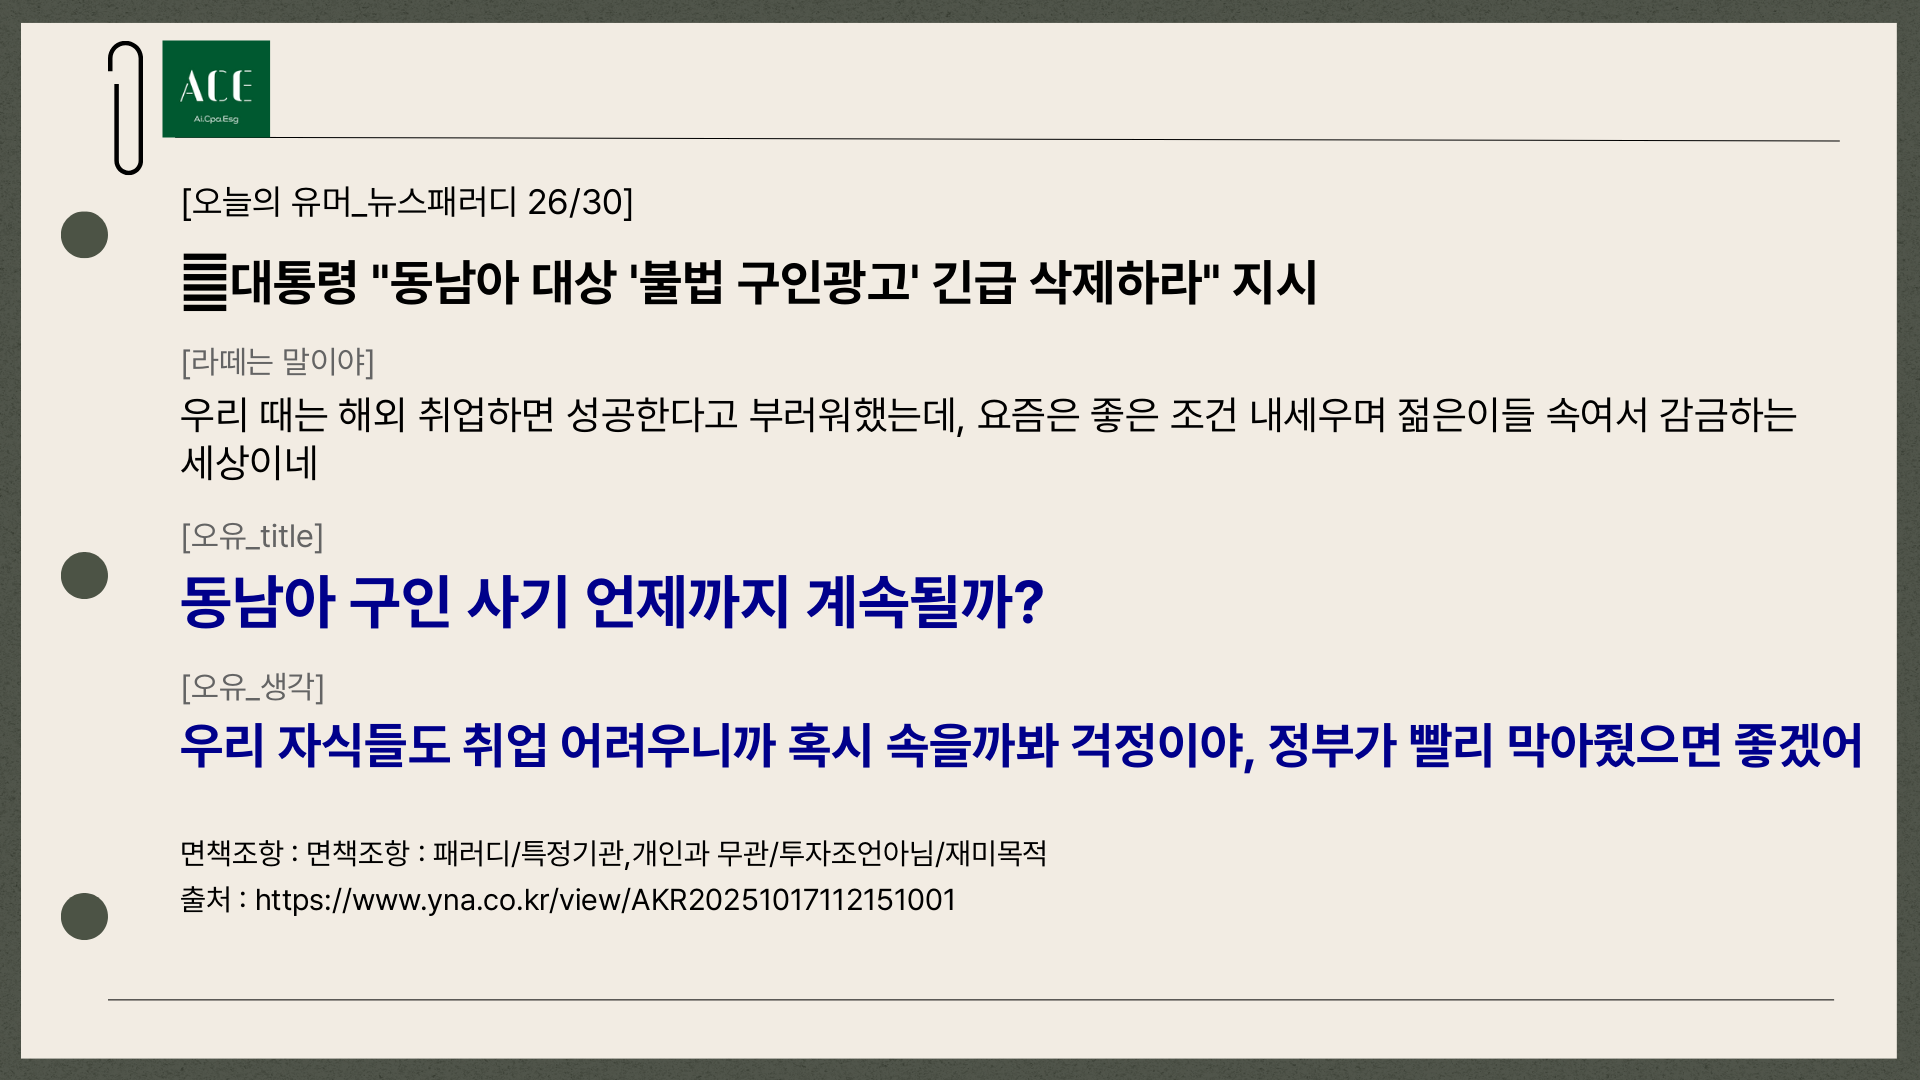 ACE
Ai.Cpa.Esg
[오늘의 유머_뉴스패러디 26/30]
대통령 "동남아 대상 '불법 구인광고' 긴급 삭제하라" 지시
[라떼는 말이야]
우리 때는 해외 취업하면 성공한다고 부러워했는데, 요즘은 좋은 조건 내세우며 젊은이들 속여서 감금하는
세상이네
[오유_title]
동남아 구인 사기 언제까지 계속될까?
[오유_생각]
우리 자식들도 취업 어려우니까 혹시 속을까봐 걱정이야, 정부가 빨리 막아줬으면 좋겠어
면책조항 : 면책조항 : 패러디/특정기관,개인과 무관/투자조언아님/재미목적
출처 : https://www.yna.co.kr/view/AKR20251017112151001